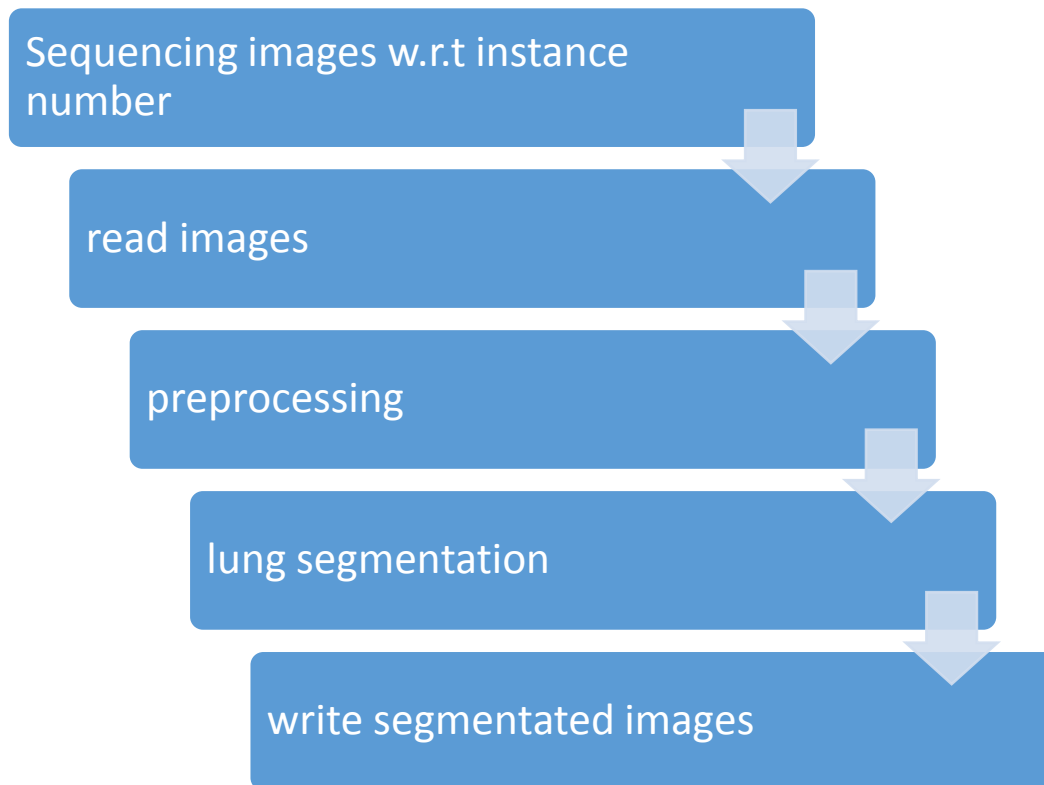 Sequencing images w.r.t instance
number
read images
preprocessing
lung segmentation
write segmentated images